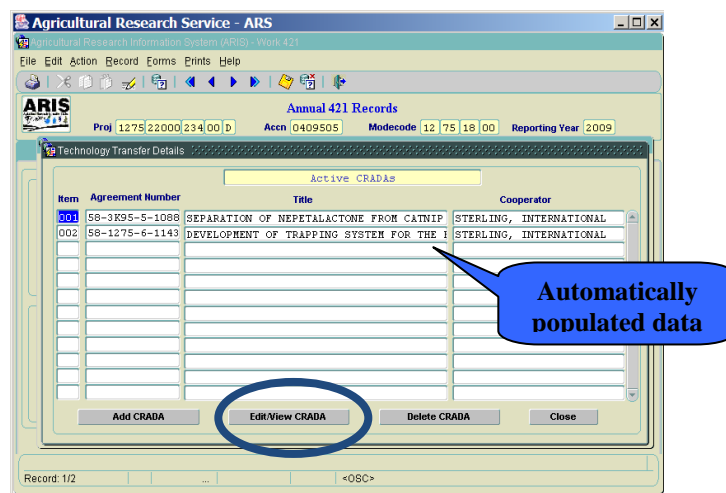 Agricultural Research Service - ARS
Agricultural Research Information System (ARIS) - Work 421
File Edit Action Record Forms Prints Help
ARIS
Annual 421 Records
Proj 1275 22000 234 00 D Accn 0409505 Modecode 12 75 18 00 Reporting Year 2009
Technology Transfer Details
Active CRADAs
Item Agreement Number Title Cooperator
001 58-3K95-5-1088 SEPARATION OF NEPETALACTONE FROM CATNIP STERLING, INTERNATIONAL
002 58-1275-6-1143 DEVELOPMENT OF TRAPPING SYSTEM FOR THE STERLING, INTERNATIONAL
Automatically
populated data
Add CRADA Edit/View CRADA Delete CRADA Close
Record: 1/2 ... <OSC>